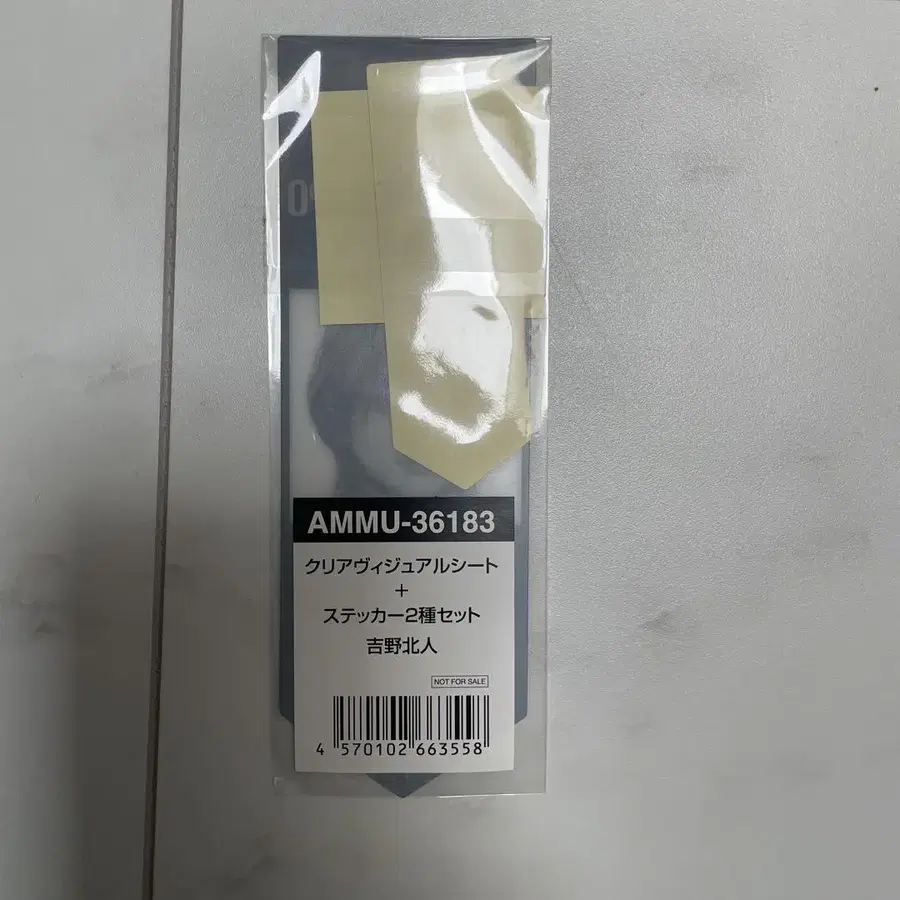 AMMU-36183
クリアヴィジュアルシート
+
ステッカー2種セット
吉野北人
NOT FOR SALE
4 570102 663558